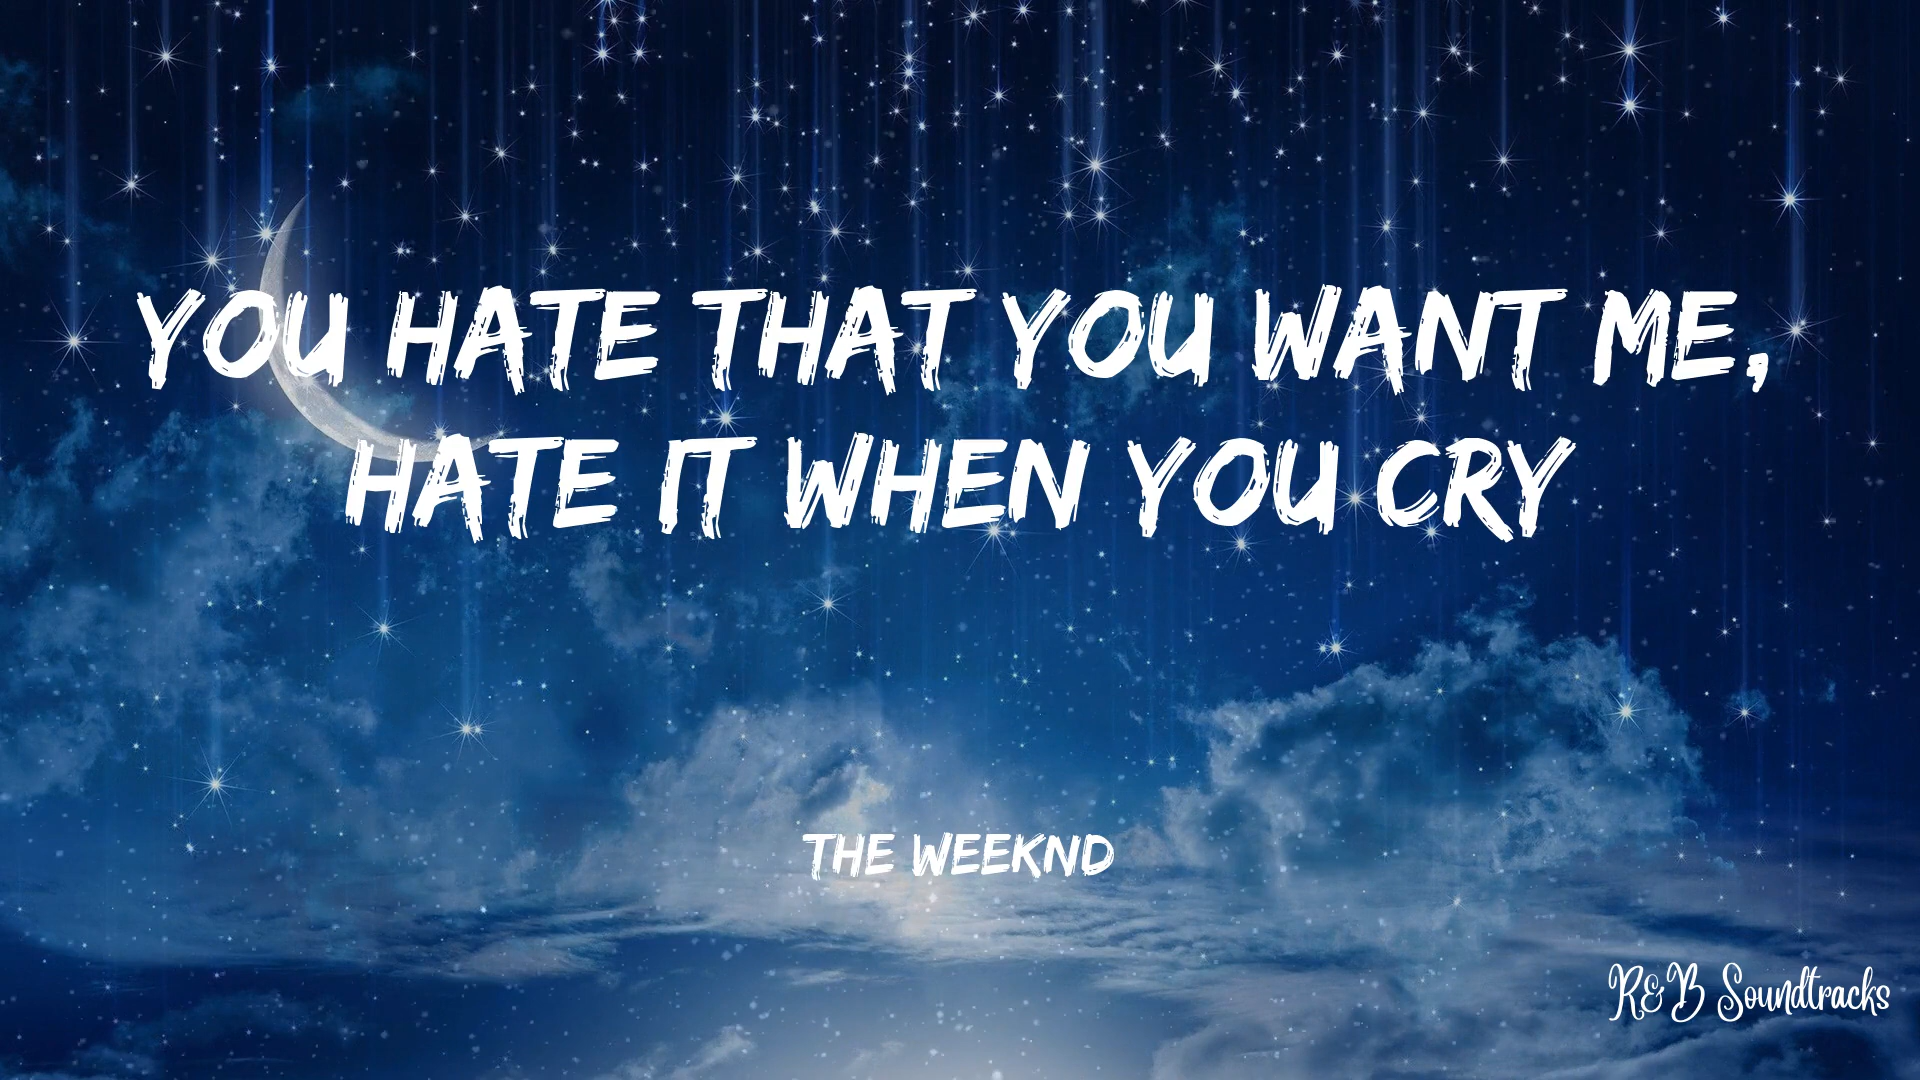 YOU HATE THAT YOU WANT ME,
HATE IT WHEN YOU CRY
THE WEEKND
R&B Soundtracks